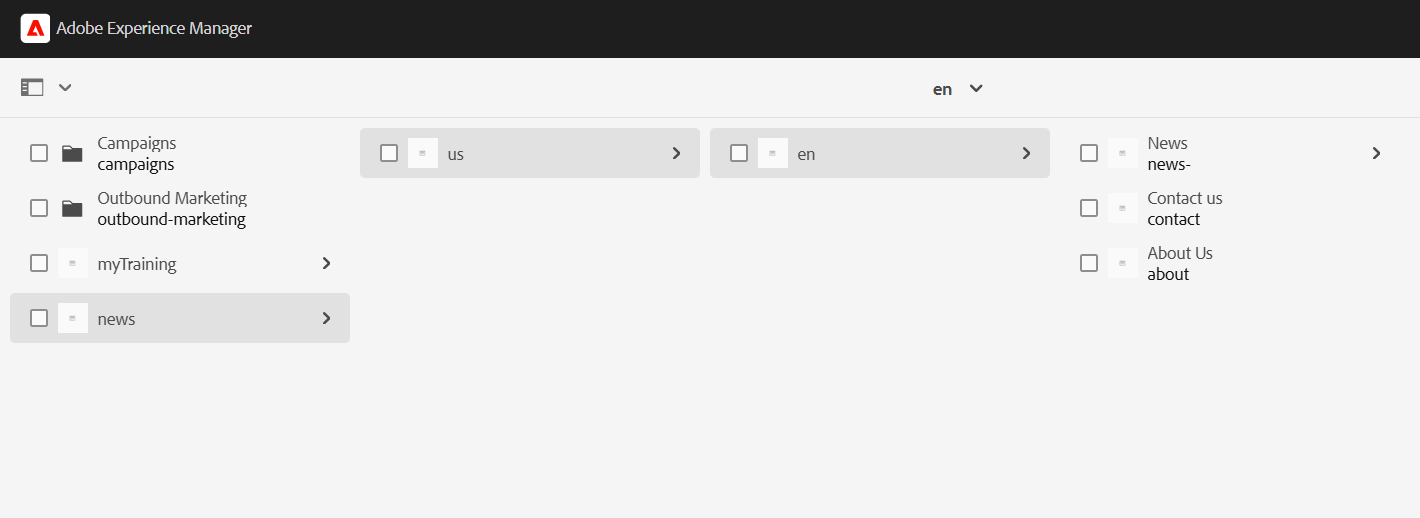 Adobe Experience Manager
en
Campaigns
campaigns
Outbound Marketing
outbound-marketing
myTraining
news
us
en
News
news-
Contact us
contact
About Us
about